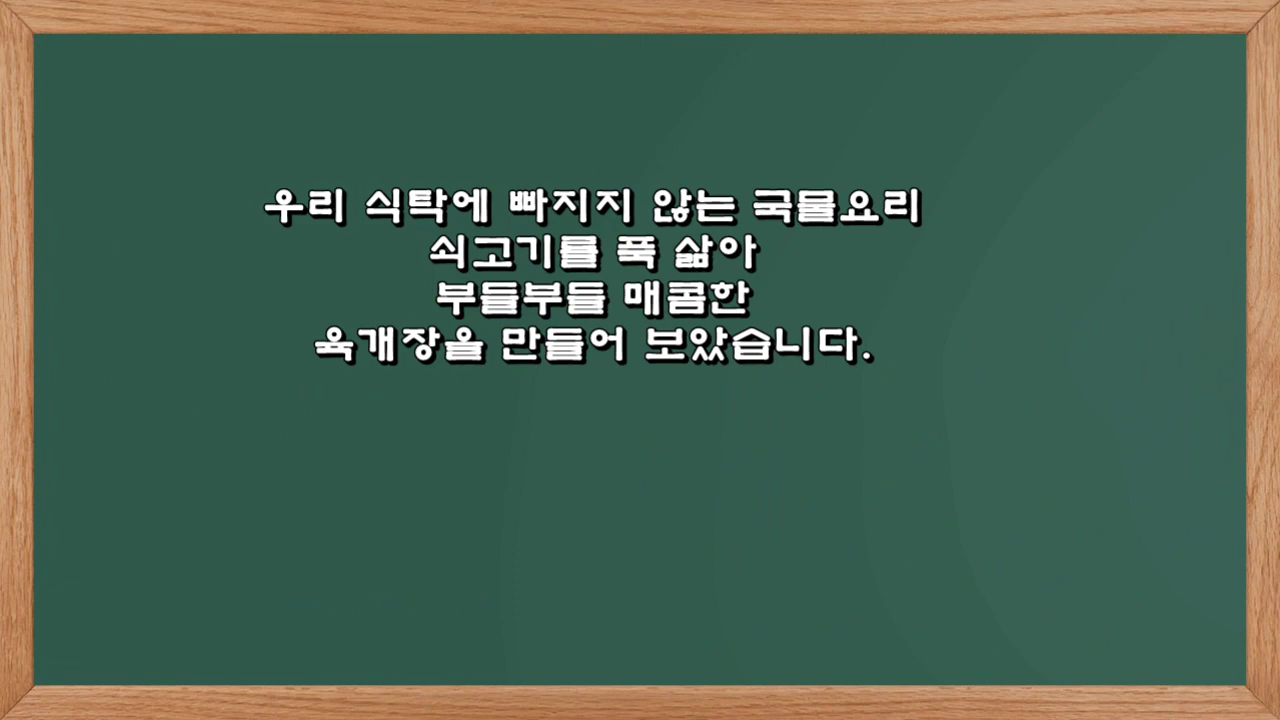 우리 식탁에 빠지지 않는 국물요리
쇠고기를 푹 삶아
부들부들 매콤한
육개장을 만들어 보았습니다.